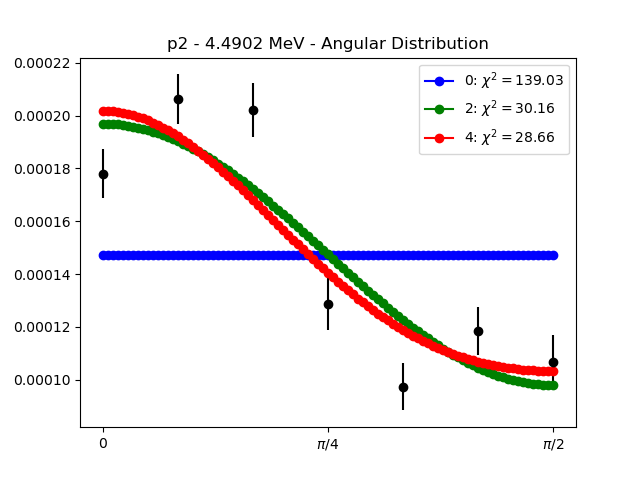 p2 - 4.4902 MeV - Angular Distribution
0.00022
0.00020
0.00018
0.00016
0.00014
0.00012
0.00010
0: χ² = 139.03
2: χ² = 30.16
4: χ² = 28.66
0
π/4
π/2